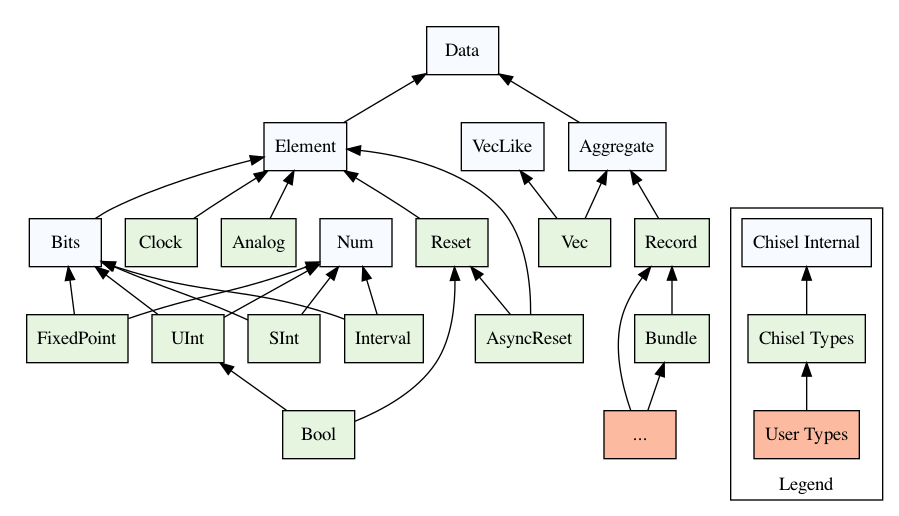 Data
Element
VecLike
Aggregate
Bits
Clock
Analog
Num
Reset
Vec
Record
Chisel Internal
FixedPoint
UInt
SInt
Interval
AsyncReset
Bundle
Chisel Types
Bool
...
User Types
Legend